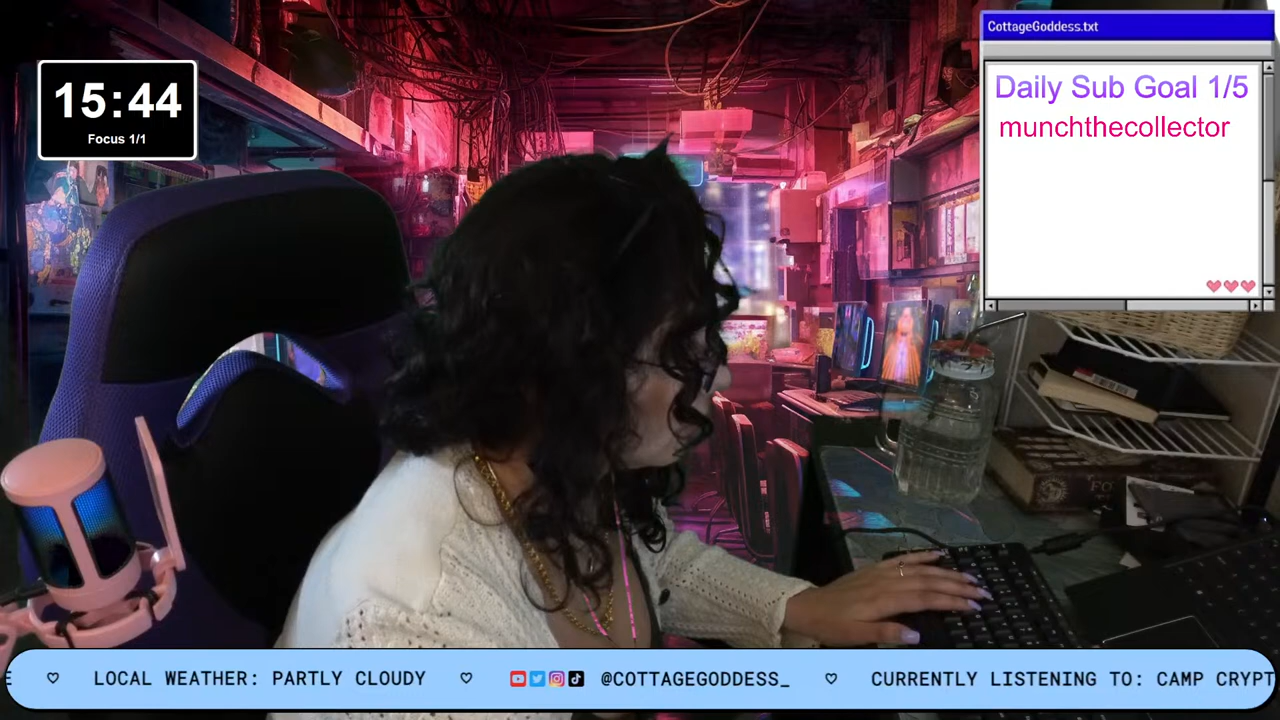 CottageGoddess.txt
15:44
Focus 1/1
Daily Sub Goal 1/5
munchthecollector
E ♡ LOCAL WEATHER: PARTLY CLOUDY ♡ @COTTAGEGODDESS_ ♡ CURRENTLY LISTENING TO: CAMP CRYPT